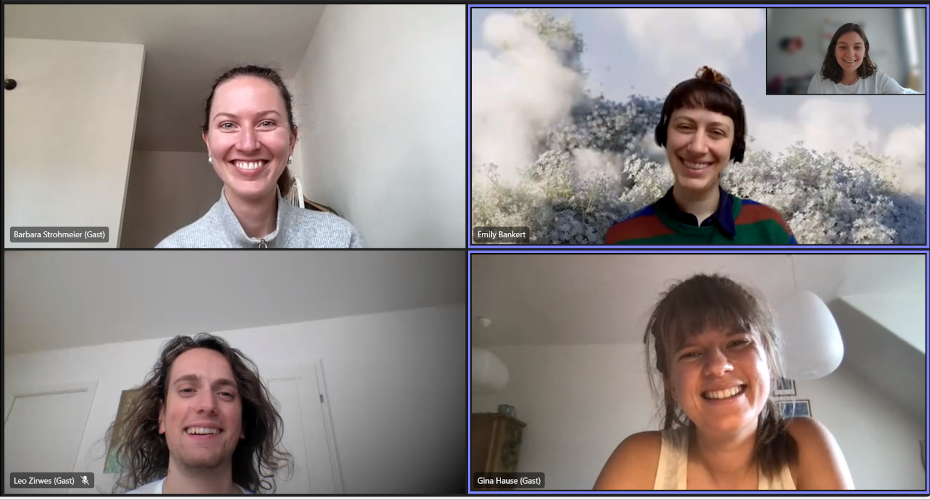 Barbara Strohmeier (Gast)
Emily Bankert
Leo Zirwes (Gast)
Gina Hause (Gast)